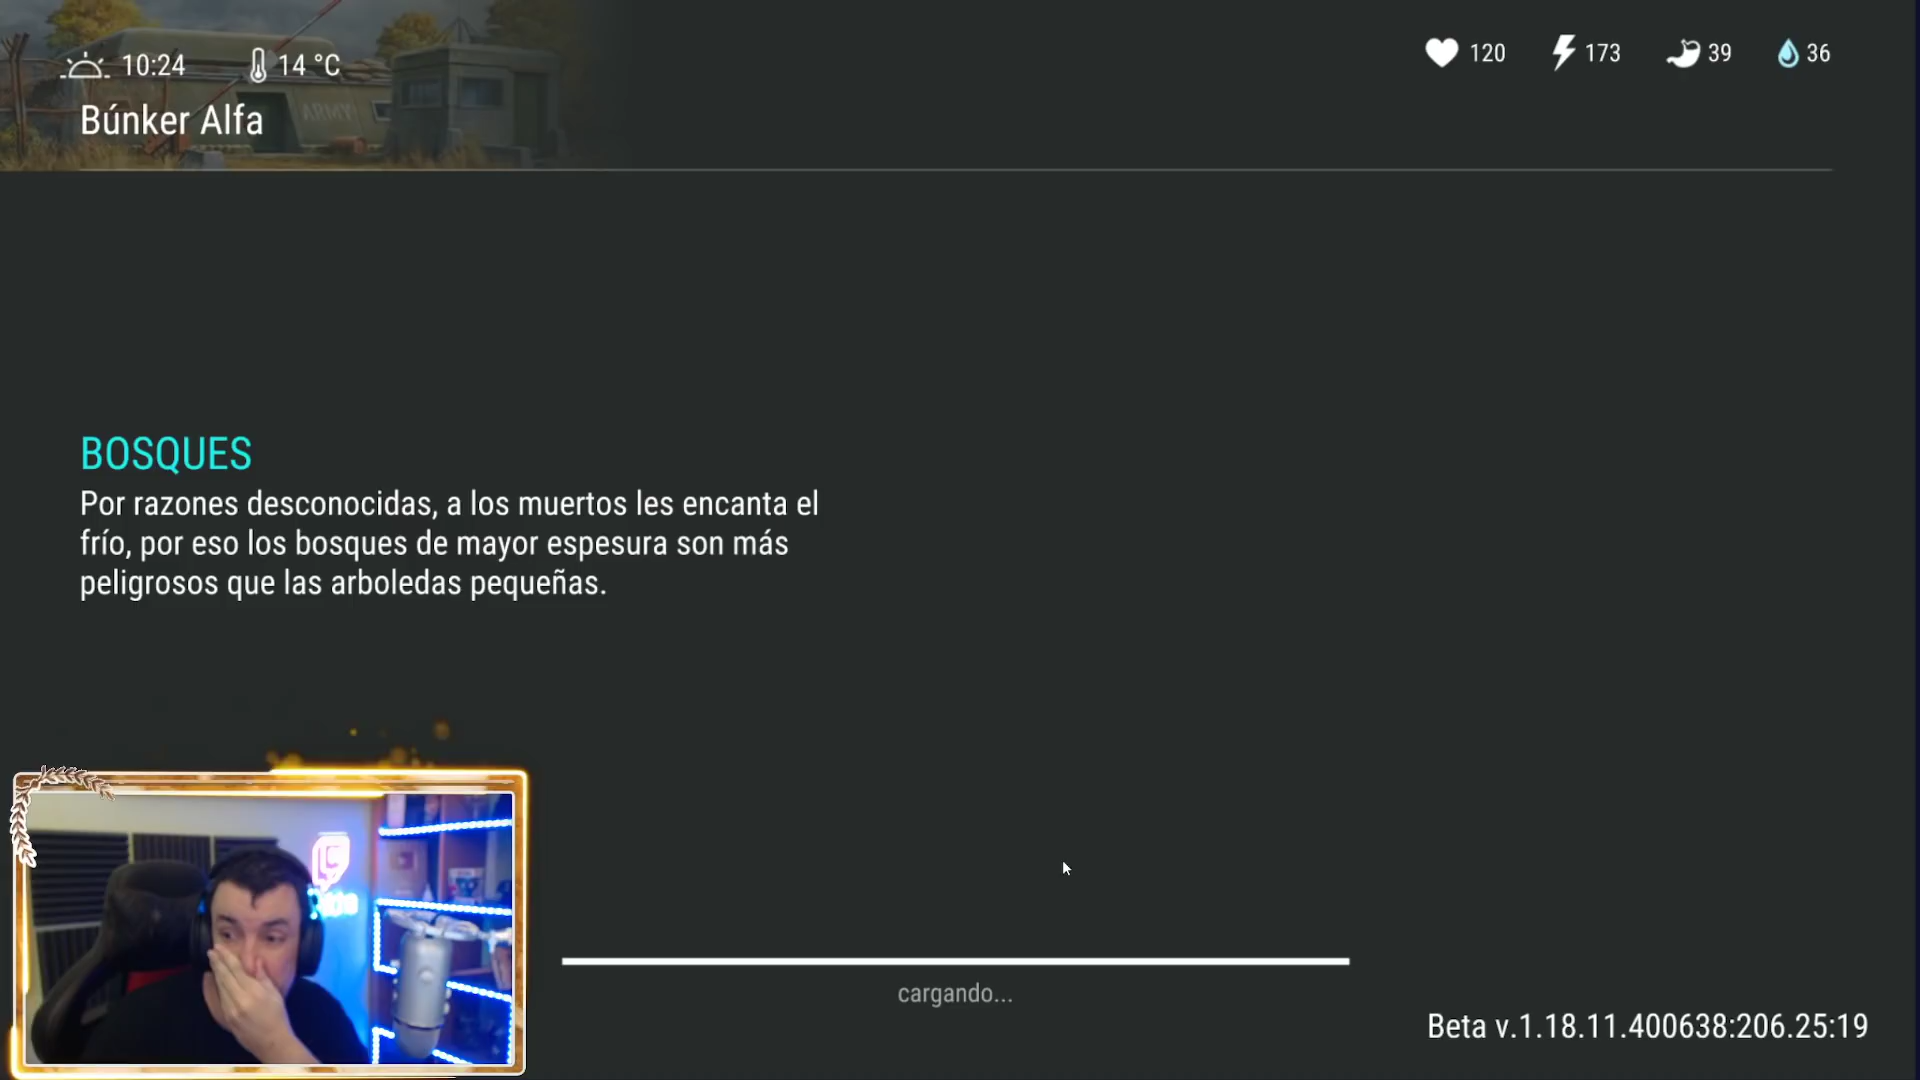 10:24 14 °C
120 173 39 36
ARMY
Búnker Alfa
BOSQUES
Por razones desconocidas, a los muertos les encanta el
frío, por eso los bosques de mayor espesura son más
peligrosos que las arboledas pequeñas.
cargando...
Beta v.1.18.11.400638:206.25:19